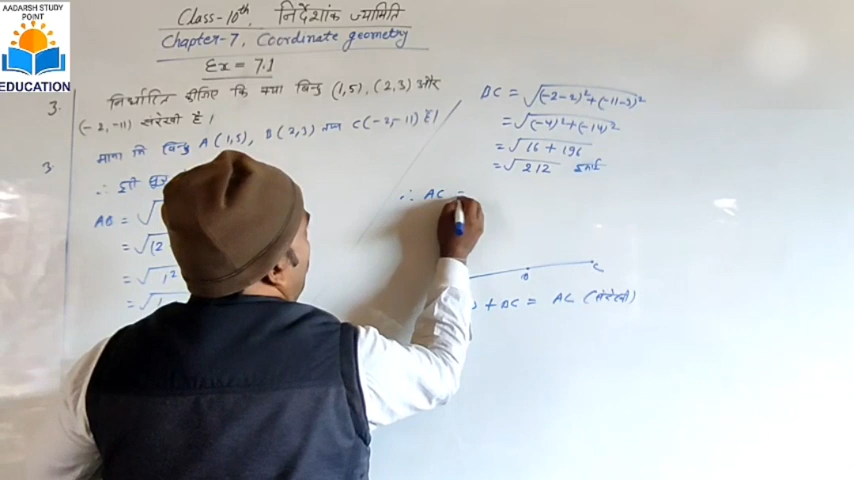 AADARSH STUDY
POINT
EDUCATION
Class-10th, निर्देशांक ज्यामिति
Chapter-7, Coordinate geometry
Ex = 7.1
3. निर्धारित कीजिए कि क्या बिन्दु (1,5), (2,3) और
(-2,-11) संरेखी हैं।
3. माना कि बिन्दु A(1,5), B(2,3) तथा C(-2,-11) हैं।
∴ दूरी सूत्र
AB = √
= √(2
= √1²
= √1
BC = √(-2-2)²+(-11-3)²
= √(-4)²+(-14)²
= √16 + 196
= √212 इकाई
∴ AC =
B C
+ BC = AC (संरेखी)